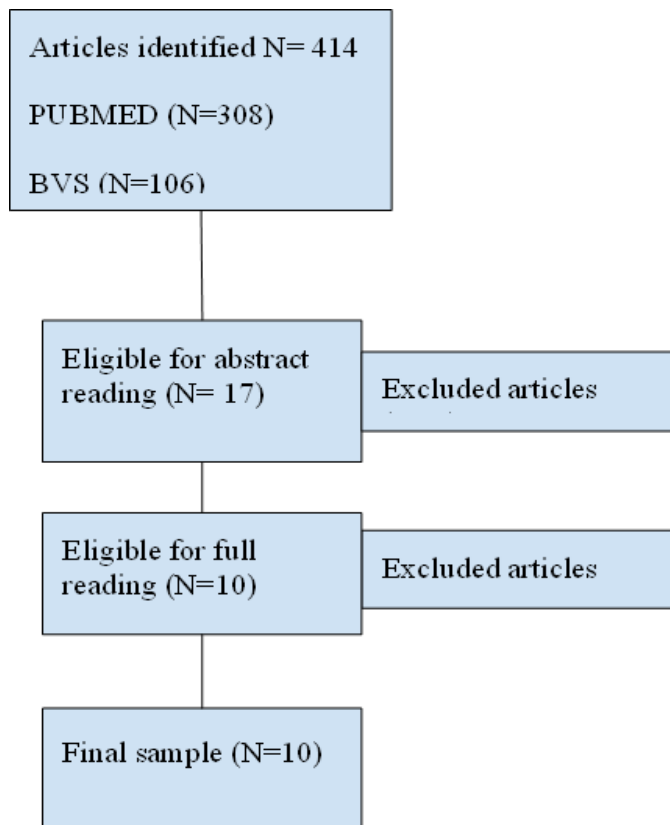 Articles identified N= 414
PUBMED (N=308)
BVS (N=106)
Eligible for abstract
reading (N= 17)
Excluded articles
Eligible for full
reading (N=10)
Excluded articles
Final sample (N=10)